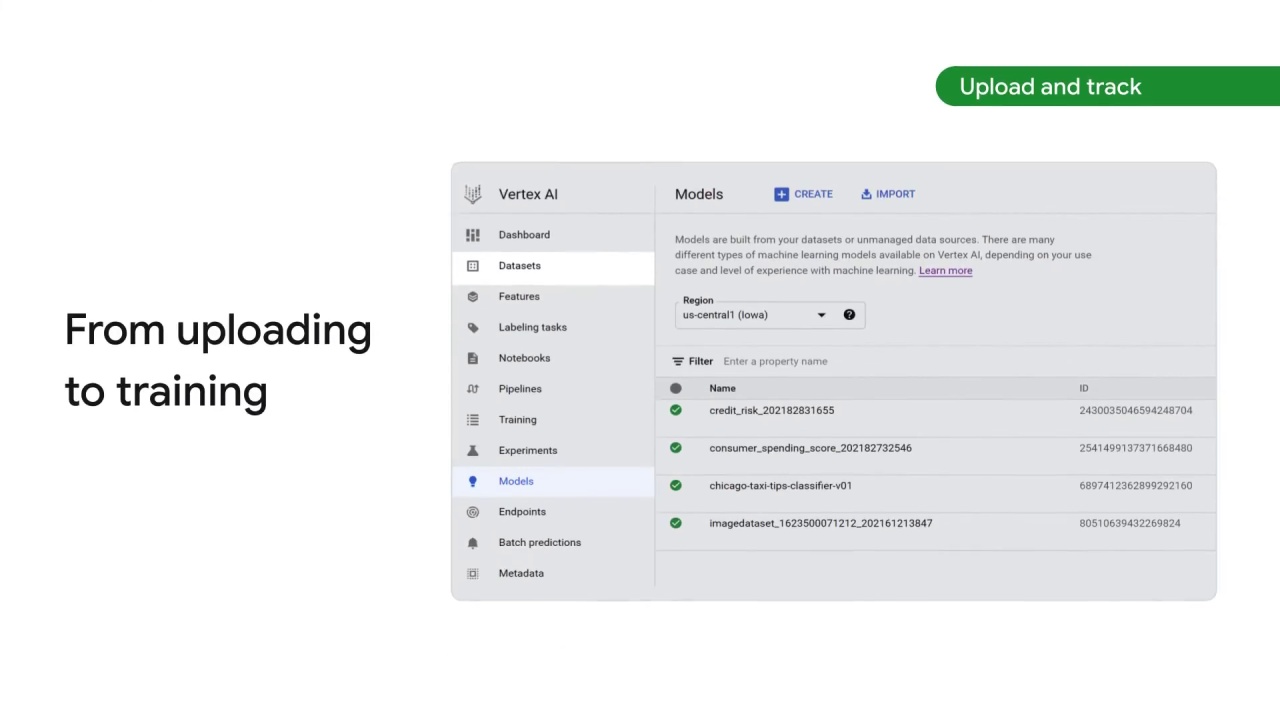 Upload and track
From uploading
to training
Vertex AI
Dashboard
Datasets
Features
Labeling tasks
Notebooks
Pipelines
Training
Experiments
Models
Endpoints
Batch predictions
Metadata
Models CREATE IMPORT
Models are built from your datasets or unmanaged data sources. There are many
different types of machine learning models available on Vertex AI, depending on your use
case and level of experience with machine learning. Learn more
Region
us-central1 (Iowa)
Filter Enter a property name
Name ID
credit_risk_202182831655 2430035046594248704
consumer_spending_score_202182732546 2541499137371668480
chicago-taxi-tips-classifier-v01 6897412362899292160
imagedataset_1623500071212_202161213847 80510639432269824